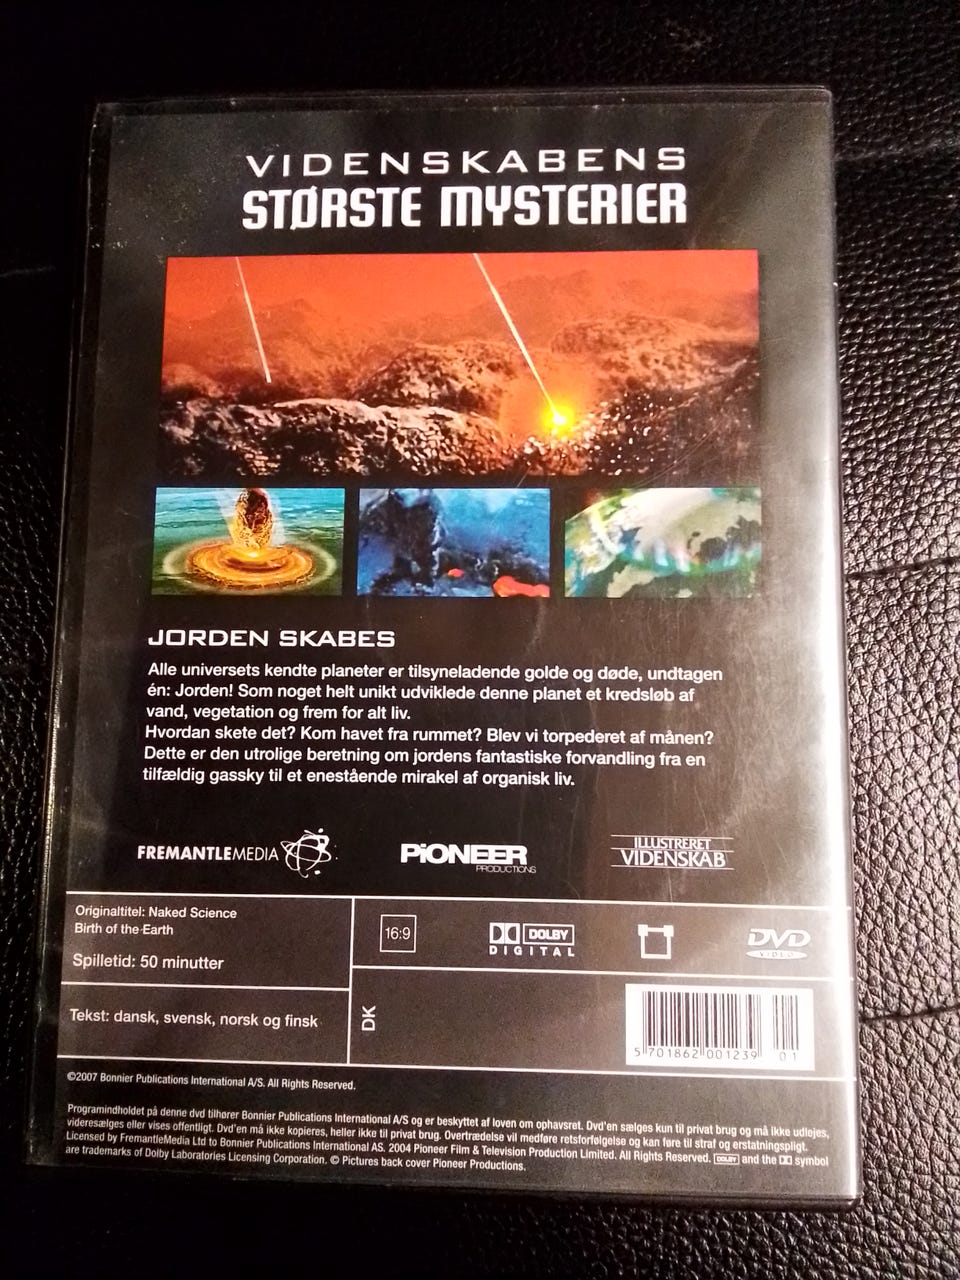 VIDENSKABENS
STØRSTE MYSTERIER
JORDEN SKABES
Alle universets kendte planeter er tilsyneladende golde og døde, undtagen
én: Jorden! Som noget helt unikt udviklede denne planet et kredsløb af
vand, vegetation og frem for alt liv.
Hvordan skete det? Kom havet fra rummet? Blev vi torpederet af månen?
Dette er den utrolige beretning om jordens fantastiske forvandling fra en
tilfældig gassky til et enestående mirakel af organisk liv.
FREMANTLEMEDIA
PiONEER
PRODUCTIONS
ILLUSTRERET
VIDENSKAB
Originaltitel: Naked Science
Birth of the Earth
Spilletid: 50 minutter
Tekst: dansk, svensk, norsk og finsk
16:9
DOLBY
DIGITAL
DVD
VIDEO
DK
5 701862 001239 01
©2007 Bonnier Publications International A/S. All Rights Reserved.
Programindholdet på denne dvd tilhører Bonnier Publications International A/S og er beskyttet af loven om ophavsret. Dvd'en sælges kun til privat brug og må ikke udlejes,
videresælges eller vises offentligt. Dvd'en må ikke kopieres, heller ikke til privat brug. Overtrædelse vil medføre retsforfølgelse og kan føre til straf og erstatningspligt.
Licensed by FremantleMedia Ltd to Bonnier Publications International AS. 2004 Pioneer Film & Television Production Limited. All Rights Reserved. DOLBY and the symbol
are trademarks of Dolby Laboratories Licensing Corporation. © Pictures back cover Pioneer Productions.